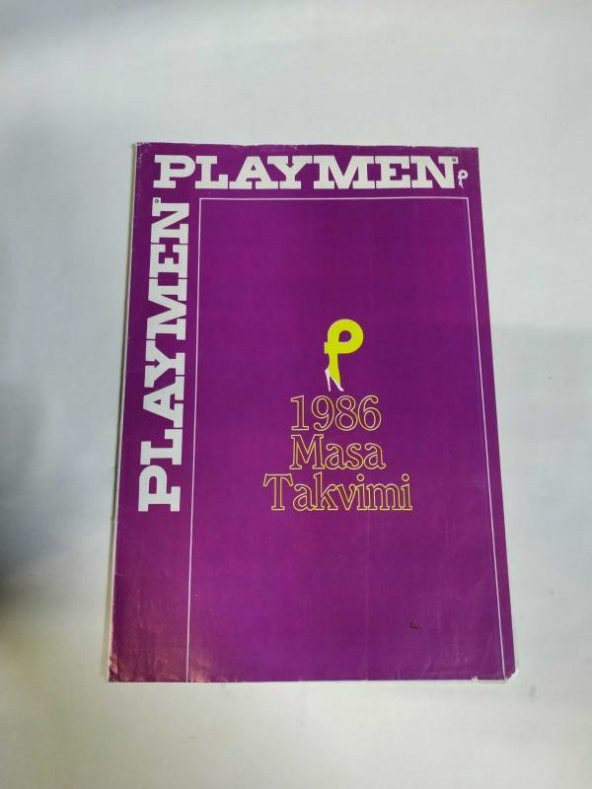 PLAYMEN
PLAYMEN
1986
Masa
Takvimi